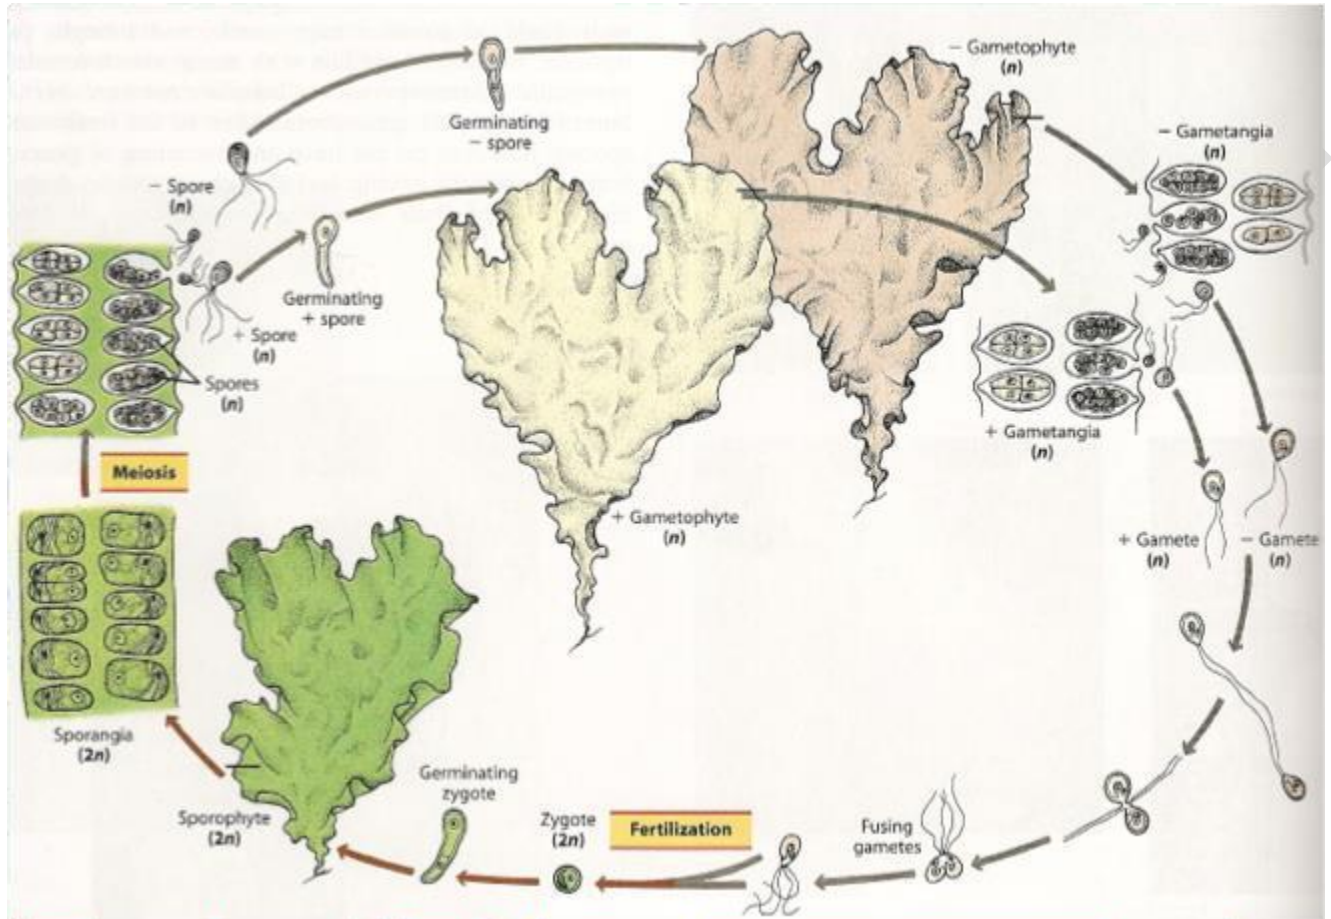 − Gametophyte
(n)
Germinating
− spore
− Gametangia
(n)
− Spore
(n)
Germinating
+ spore
+ Spore
(n)
Spores
(n)
+ Gametangia
(n)
Meiosis
+ Gametophyte
(n)
+ Gamete
(n)
− Gamete
(n)
Sporangia
(2n)
Germinating
zygote
Sporophyte
(2n)
Zygote
(2n)
Fertilization
Fusing
gametes